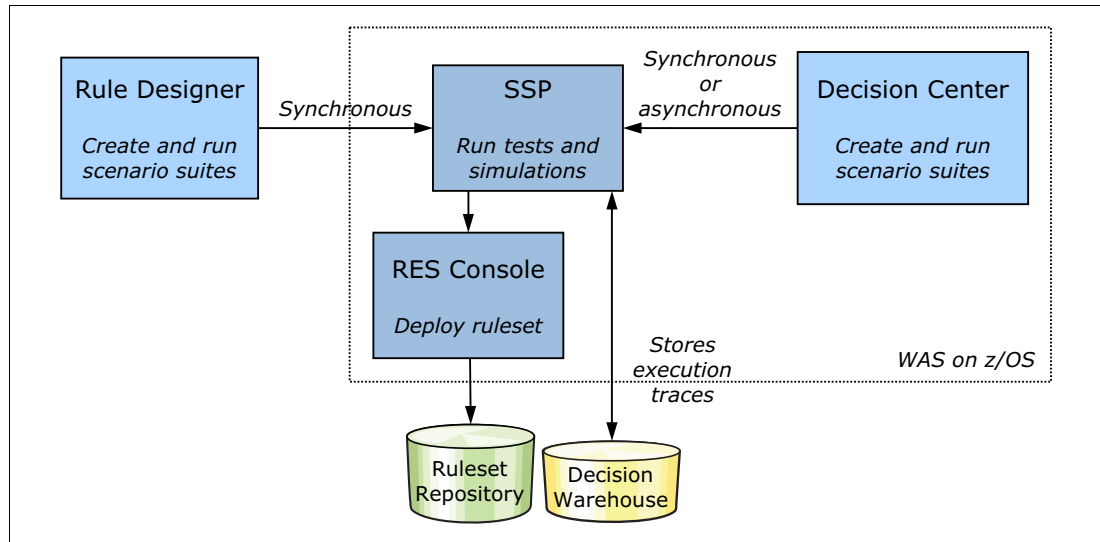 Rule Designer
Create and run
scenario suites
Synchronous
SSP
Run tests and
simulations
Synchronous
or
asynchronous
Decision Center
Create and run
scenario suites
RES Console
Deploy ruleset
Stores
execution
traces
WAS on z/OS
Ruleset
Repository
Decision
Warehouse